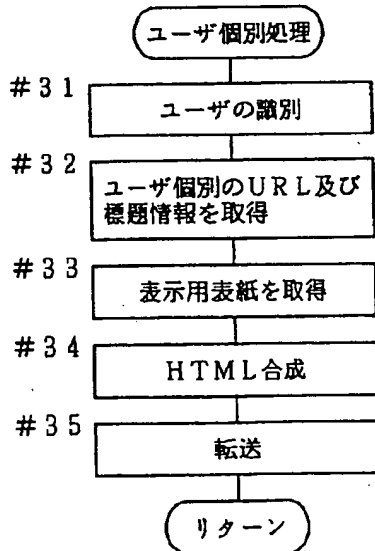 ユーザ個別処理
#31
ユーザの識別
#32
ユーザ個別のURL及び
標題情報を取得
#33
表示用表紙を取得
#34
HTML合成
#35
転送
リターン